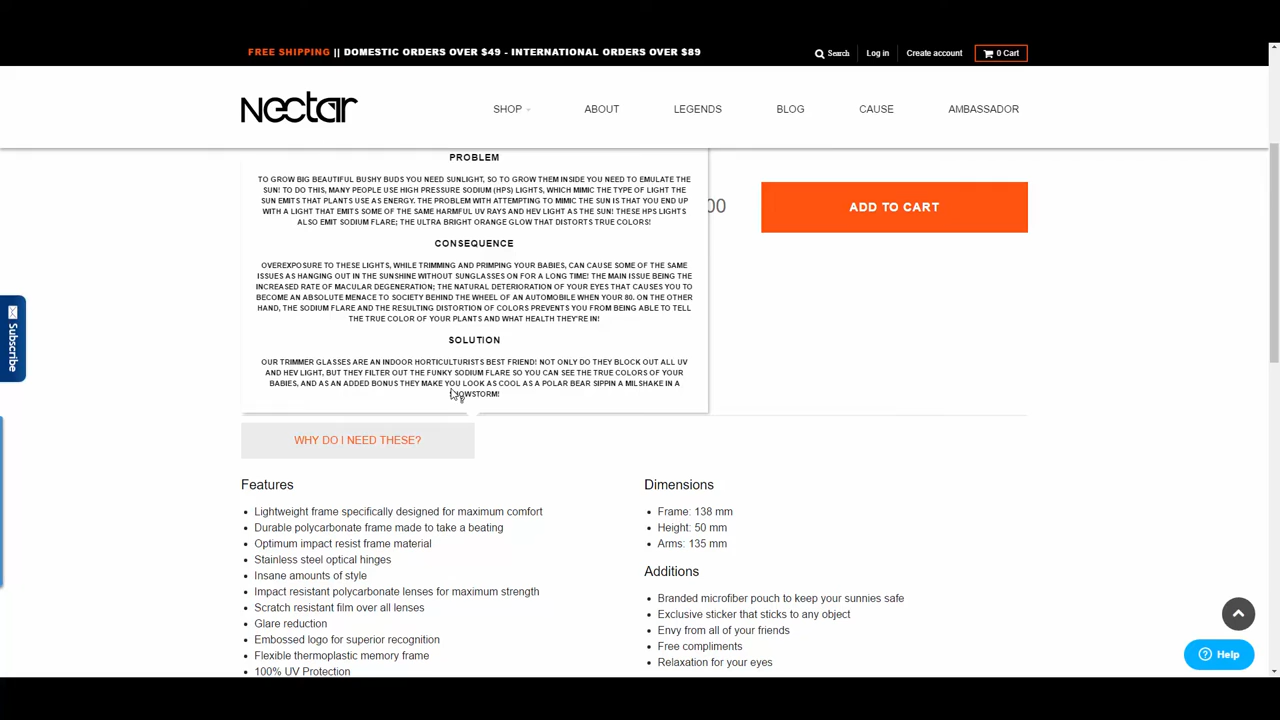 FREE SHIPPING || DOMESTIC ORDERS OVER $49 - INTERNATIONAL ORDERS OVER $89
Search
Log in
Create account
0 Cart
Nectar
SHOP
ABOUT
LEGENDS
BLOG
CAUSE
AMBASSADOR
PROBLEM
TO GROW BIG BEAUTIFUL BUSHY BUDS YOU NEED SUNLIGHT, SO TO GROW THEM INSIDE YOU NEED TO EMULATE THE
SUN! TO DO THIS, MANY PEOPLE USE HIGH PRESSURE SODIUM (HPS) LIGHTS, WHICH MIMIC THE TYPE OF LIGHT THE
SUN EMITS THAT PLANTS USE AS ENERGY. THE PROBLEM WITH ATTEMPTING TO MIMIC THE SUN IS THAT YOU END UP
WITH A LIGHT THAT EMITS SOME OF THE SAME HARMFUL UV RAYS AND HEV LIGHT AS THE SUN! THESE HPS LIGHTS
ALSO EMIT SODIUM FLARE; THE ULTRA BRIGHT ORANGE GLOW THAT DISTORTS TRUE COLORS!
00
ADD TO CART
CONSEQUENCE
OVEREXPOSURE TO THESE LIGHTS, WHILE TRIMMING AND PRIMPING YOUR BABIES, CAN CAUSE SOME OF THE SAME
ISSUES AS HANGING OUT IN THE SUNSHINE WITHOUT SUNGLASSES ON FOR A LONG TIME! THE MAIN ISSUE BEING THE
INCREASED RATE OF MACULAR DEGENERATION; THE NATURAL DETERIORATION OF YOUR EYES THAT CAUSES YOU TO
BECOME AN ABSOLUTE MENACE TO SOCIETY BEHIND THE WHEEL OF AN AUTOMOBILE WHEN YOUR 80. ON THE OTHER
HAND, THE SODIUM FLARE AND THE RESULTING DISTORTION OF COLORS PREVENTS YOU FROM BEING ABLE TO TELL
THE TRUE COLOR OF YOUR PLANTS AND WHAT HEALTH THEY'RE IN!
SOLUTION
OUR TRIMMER GLASSES ARE AN INDOOR HORTICULTURISTS BEST FRIEND! NOT ONLY DO THEY BLOCK OUT ALL UV
AND HEV LIGHT, BUT THEY FILTER OUT THE FUNKY SODIUM FLARE SO YOU CAN SEE THE TRUE COLORS OF YOUR
BABIES, AND AS AN ADDED BONUS THEY MAKE YOU LOOK AS COOL AS A POLAR BEAR SIPPIN A MILSHAKE IN A
SNOWSTORM!
Subscribe
WHY DO I NEED THESE?
Features
Lightweight frame specifically designed for maximum comfort
Durable polycarbonate frame made to take a beating
Optimum impact resist frame material
Stainless steel optical hinges
Insane amounts of style
Impact resistant polycarbonate lenses for maximum strength
Scratch resistant film over all lenses
Glare reduction
Embossed logo for superior recognition
Flexible thermoplastic memory frame
100% UV Protection
Dimensions
Frame: 138 mm
Height: 50 mm
Arms: 135 mm
Additions
Branded microfiber pouch to keep your sunnies safe
Exclusive sticker that sticks to any object
Envy from all of your friends
Free compliments
Relaxation for your eyes
Help